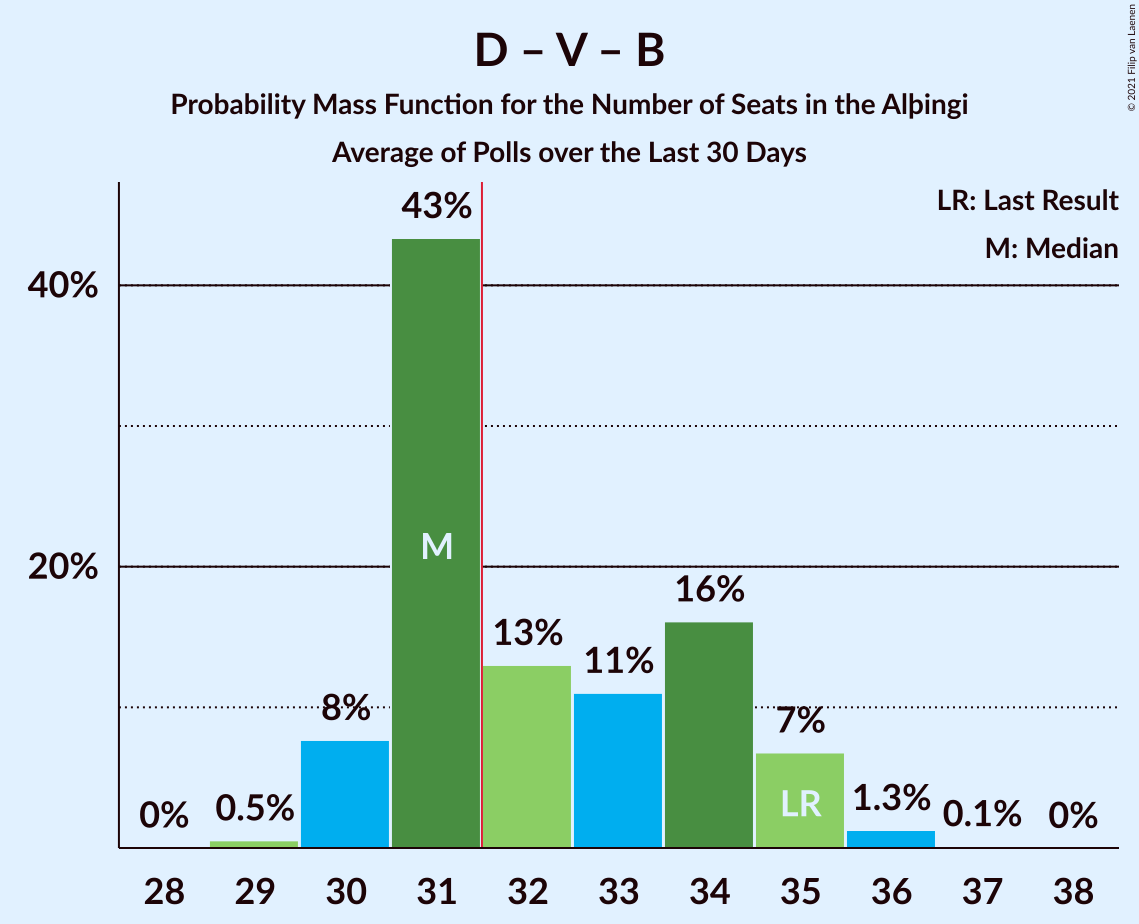 D – V – B
Probability Mass Function for the Number of Seats in the Alþingi
Average of Polls over the Last 30 Days
© 2021 Filip van Laenen
LR: Last Result
M: Median
40%
20%
0%
0.5%
8%
43%
13%
11%
16%
7%
1.3%
0.1%
0%
M
LR
28 29 30 31 32 33 34 35 36 37 38